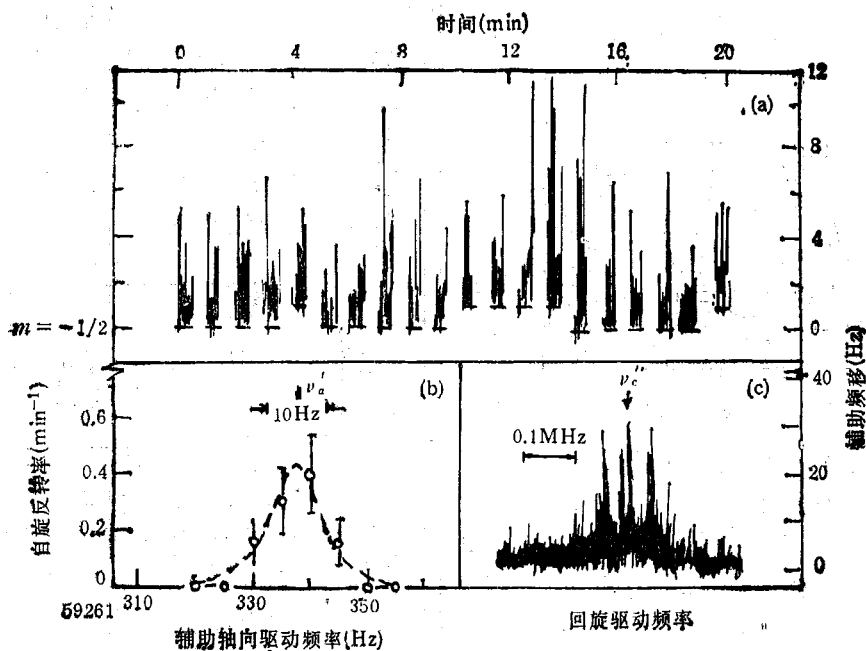 时间(min)
0 4 8 12 16 20
12
(a)
8
4
m = -1/2
0
辅助频移(Hz)
ν'a
(b)
10Hz
ν'c
(c)
40
0.1MHz
20
0
自旋反转率(min⁻¹)
0.6
0.4
0.2
0
59261 310 330 350
辅助轴向驱动频率(Hz)
回旋驱动频率